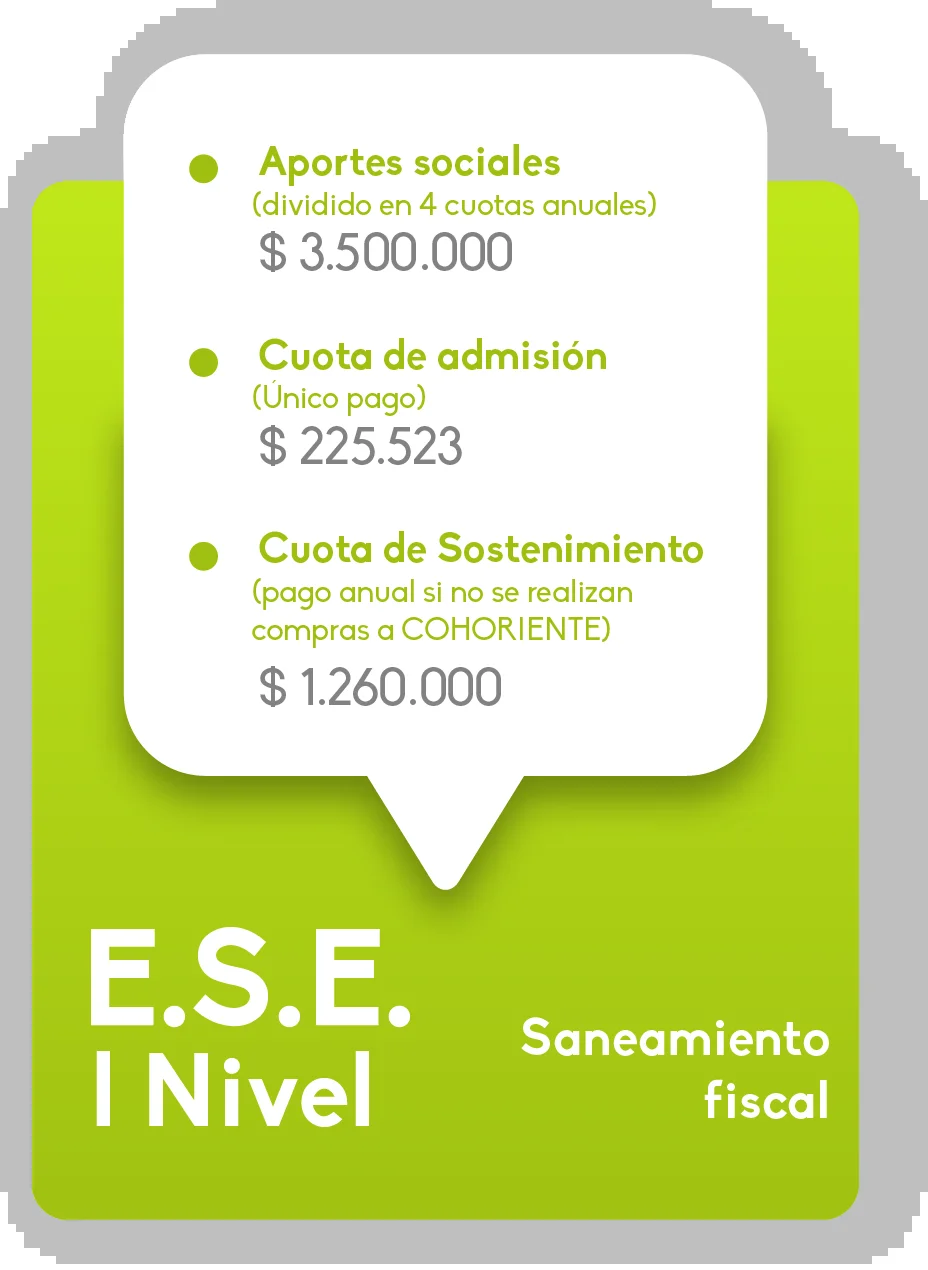 Aportes sociales
(dividido en 4 cuotas anuales)
$ 3.500.000
Cuota de admisión
(Único pago)
$ 225.523
Cuota de Sostenimiento
(pago anual si no se realizan
compras a COHORIENTE)
$ 1.260.000
E.S.E.
I Nivel
Saneamiento
fiscal